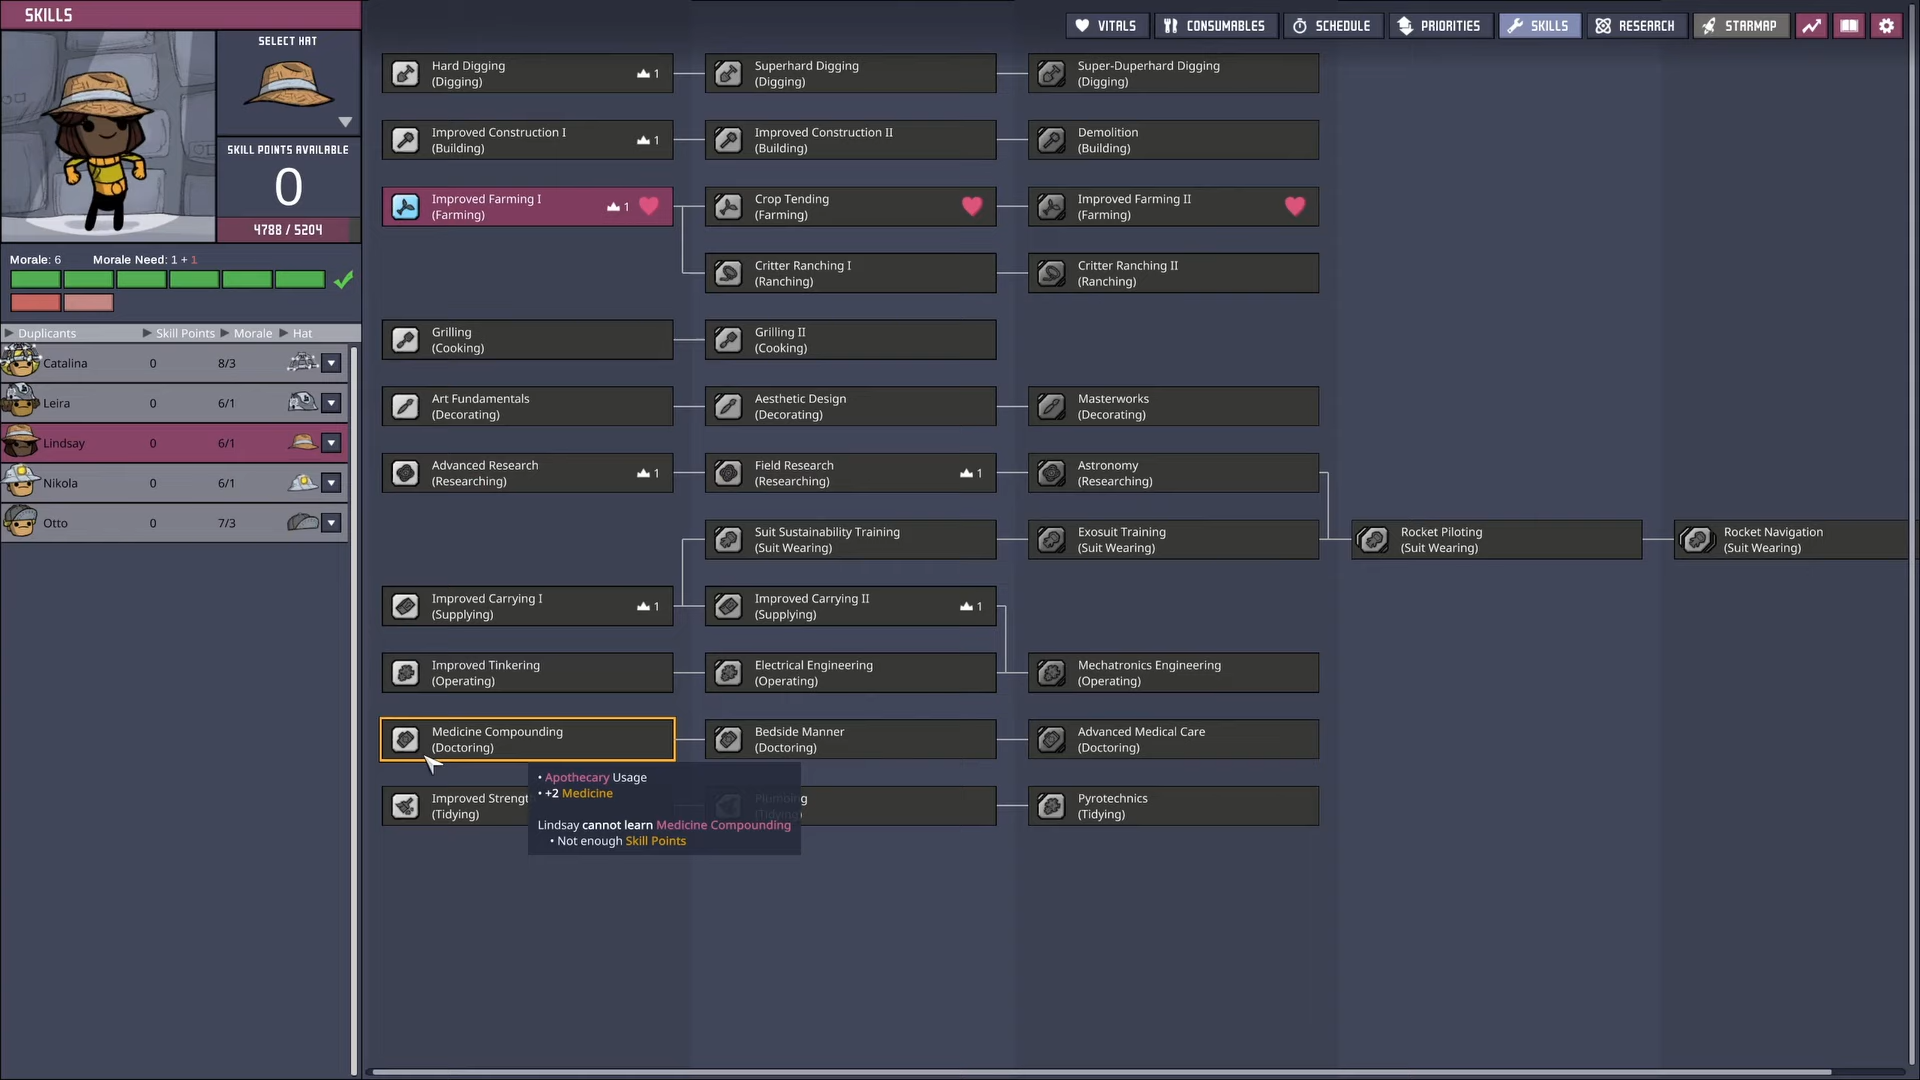 SKILLS
VITALS
CONSUMABLES
SCHEDULE
PRIORITIES
SKILLS
RESEARCH
STARMAP
SELECT HAT
SKILL POINTS AVAILABLE
0
4788 / 5204
Morale: 6
Morale Need: 1 + 1
Duplicants
Skill Points
Morale
Hat
Catalina 0 8/3
Leira 0 6/1
Lindsay 0 6/1
Nikola 0 6/1
Otto 0 7/3
Hard Digging
(Digging)
1
Superhard Digging
(Digging)
Super-Duperhard Digging
(Digging)
Improved Construction I
(Building)
1
Improved Construction II
(Building)
Demolition
(Building)
Improved Farming I
(Farming)
1
Crop Tending
(Farming)
Improved Farming II
(Farming)
Critter Ranching I
(Ranching)
Critter Ranching II
(Ranching)
Grilling
(Cooking)
Grilling II
(Cooking)
Art Fundamentals
(Decorating)
Aesthetic Design
(Decorating)
Masterworks
(Decorating)
Advanced Research
(Researching)
1
Field Research
(Researching)
1
Astronomy
(Researching)
Suit Sustainability Training
(Suit Wearing)
Exosuit Training
(Suit Wearing)
Rocket Piloting
(Suit Wearing)
Rocket Navigation
(Suit Wearing)
Improved Carrying I
(Supplying)
1
Improved Carrying II
(Supplying)
1
Improved Tinkering
(Operating)
Electrical Engineering
(Operating)
Mechatronics Engineering
(Operating)
Medicine Compounding
(Doctoring)
Bedside Manner
(Doctoring)
Advanced Medical Care
(Doctoring)
Improved Strengt
(Tidying)
Plumbing
(Tidying)
Pyrotechnics
(Tidying)
• Apothecary Usage
• +2 Medicine
Lindsay cannot learn Medicine Compounding
• Not enough Skill Points